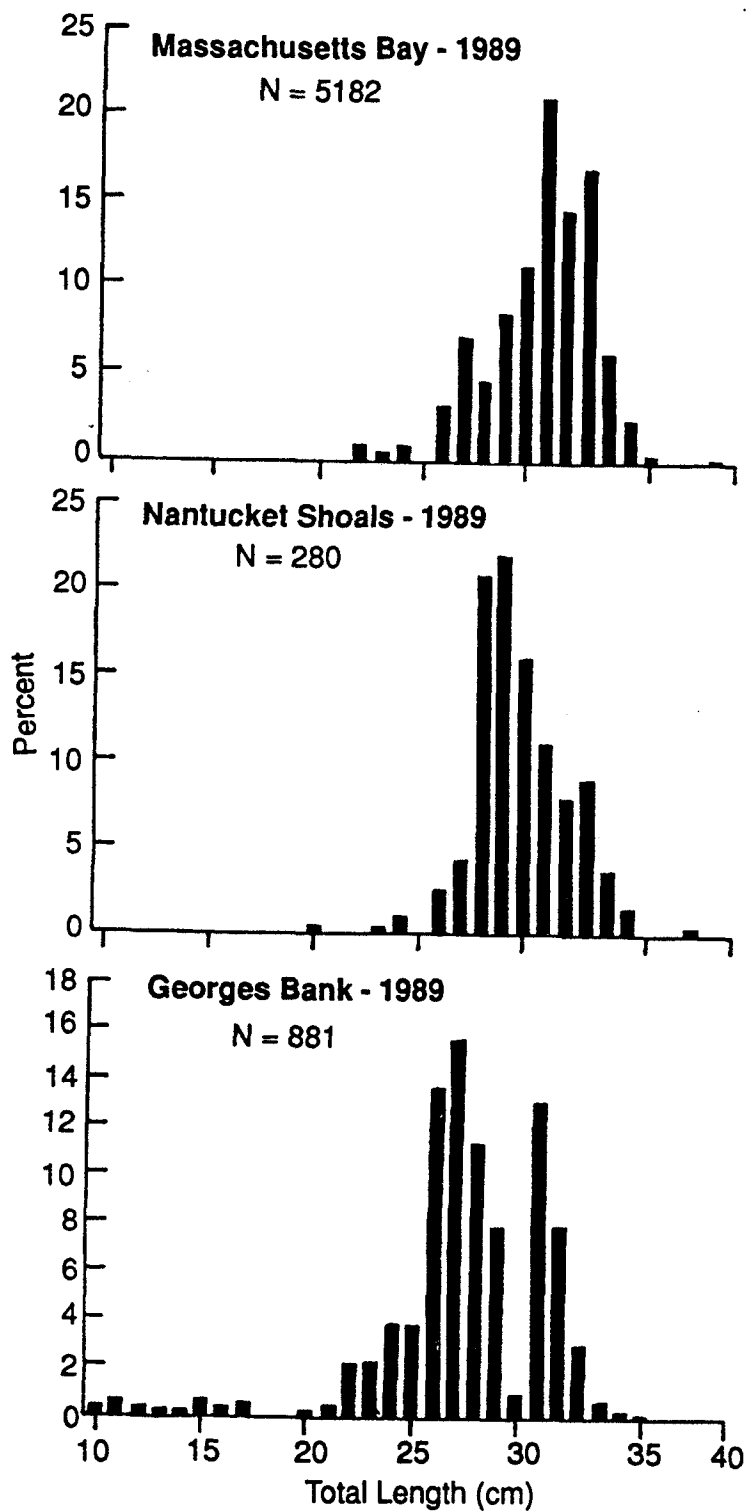 25
Massachusetts Bay - 1989
N = 5182
20
15
10
5
0
25
Nantucket Shoals - 1989
N = 280
20
15
10
5
0
Percent
18
Georges Bank - 1989
16
N = 881
14
12
10
8
6
4
2
0
10 15 20 25 30 35 40
Total Length (cm)